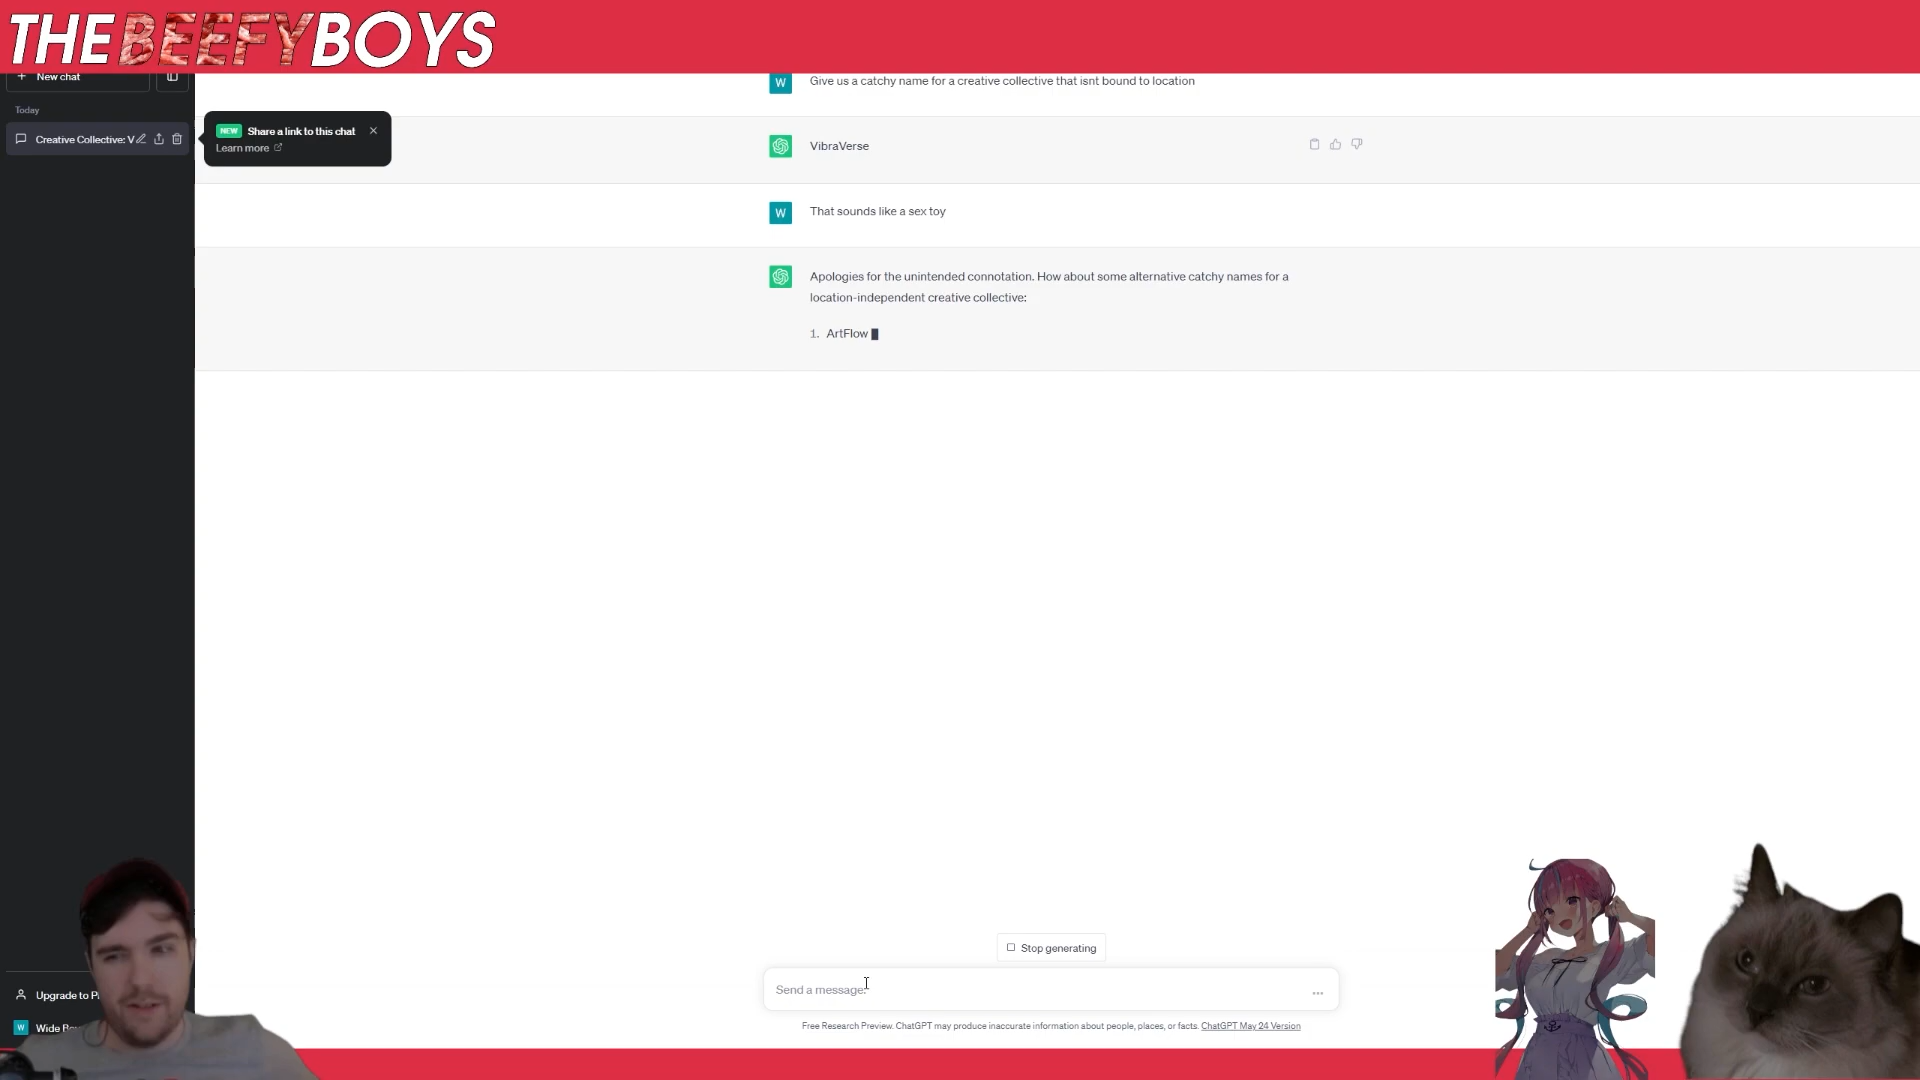 THEBEEFYBOYS
New chat
Give us a catchy name for a creative collective that isnt bound to location
Today
NEW Share a link to this chat
Creative Collective: V
Learn more
VibraVerse
That sounds like a sex toy
Apologies for the unintended connotation. How about some alternative catchy names for a
location-independent creative collective:
1. ArtFlow
Stop generating
Send a message.
Upgrade to
Free Research Preview. ChatGPT may produce inaccurate information about people, places, or facts. ChatGPT May 24 Version
W Wide
W
W